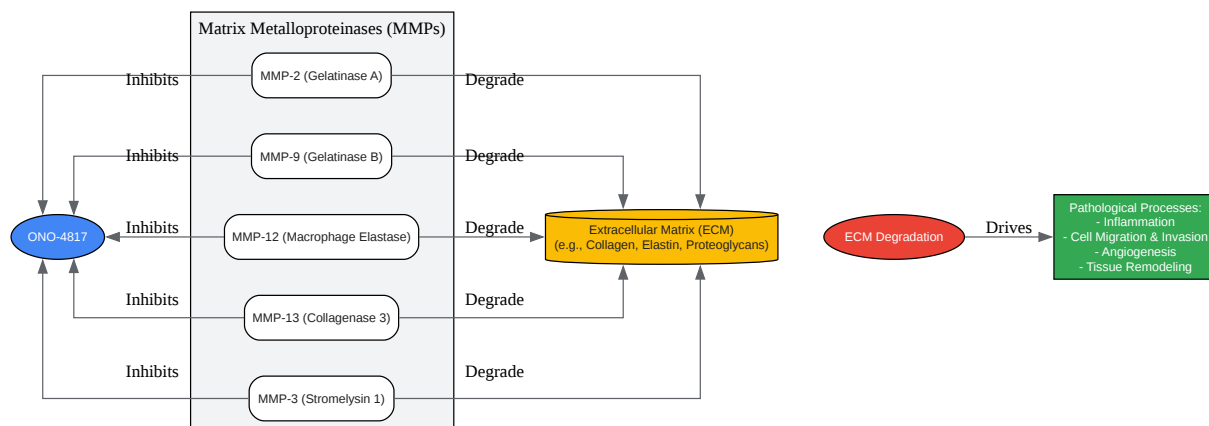 Matrix Metalloproteinases (MMPs)
Inhibits
MMP-2 (Gelatinase A)
Degrade
Inhibits
MMP-9 (Gelatinase B)
Degrade
ONO-4817
Inhibits
MMP-12 (Macrophage Elastase)
Degrade
Extracellular Matrix (ECM)
(e.g., Collagen, Elastin, Proteoglycans)
ECM Degradation
Drives
Pathological Processes:
- Inflammation
- Cell Migration & Invasion
- Angiogenesis
- Tissue Remodeling
Inhibits
MMP-13 (Collagenase 3)
Degrade
Inhibits
MMP-3 (Stromelysin 1)
Degrade